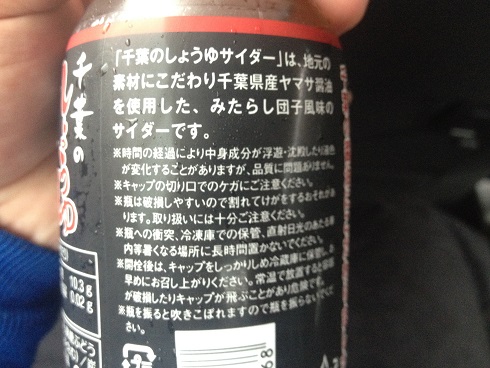 千葉の
しょうゆ
「千葉のしょうゆサイダー」は、地元の
素材にこだわり千葉県産ヤマサ醤油
を使用した、みたらし団子風味の
サイダーです。
※時間の経過により中身成分が浮遊・沈殿したり液色
が変化することがありますが、品質に問題ありません。
※キャップの切り口でのケガにご注意ください。
※瓶は破損しやすいので割れてけがをするおそれがあ
ります。取り扱いには十分ご注意ください。
※瓶への衝突、冷凍庫での保管、直射日光のあたる車
内等暑くなる場所に長時間置かないでください。
※開栓後は、キャップをしっかりしめ冷蔵庫に保管し、お
早めにお召し上がりください。常温で放置すると容器
が破損したりキャップが飛ぶことがあり危険です。
※瓶を振ると吹きこぼれますので瓶を振らないでくだ
さい。
10.3g
0.02g